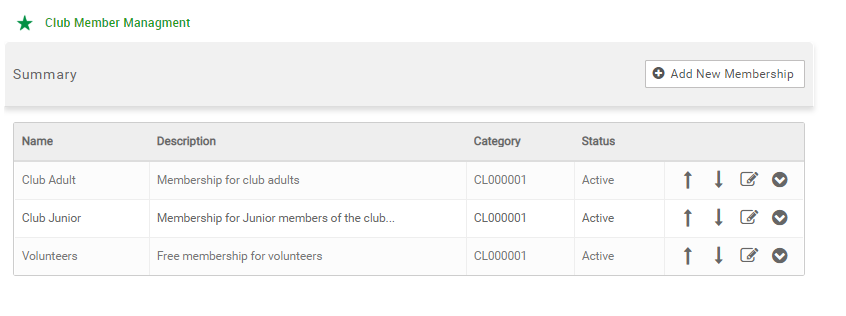 Club Member Managment
Summary
Add New Membership
Name Description Category Status
Club Adult Membership for club adults CL000001 Active
Club Junior Membership for Junior members of the club... CL000001 Active
Volunteers Free membership for volunteers CL000001 Active